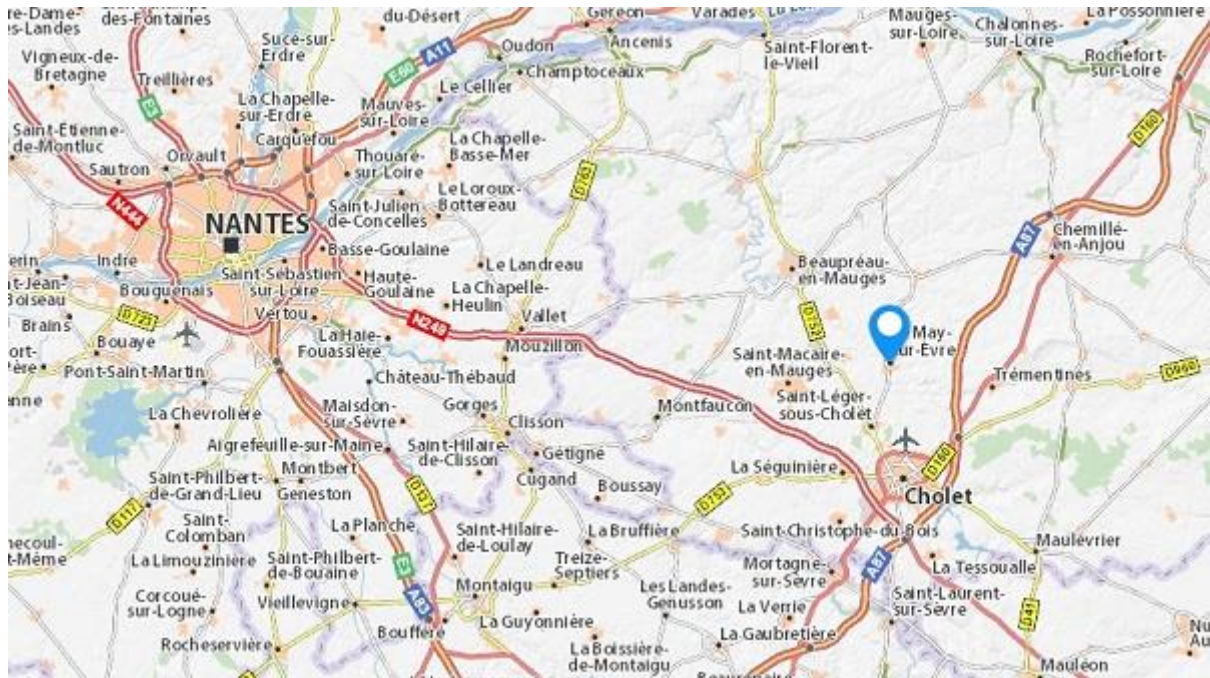 -Dame-
es-Landes
des-Fontaines
du-Désert
A11
Géréon
Varades
Mauges-
sur-Loire
Chalonnes-
sur-Loire
La Possonnière
Sucé-sur-
Erdre
Oudon
Ancenis
Saint-Florent-
le-Vieil
Rochefort-
sur-Loire
Vigneux-de-
Bretagne
Treillières
E60
Champtoceaux
E3
La Chapelle-
sur-Erdre
Mauves-
sur-Loire
Le Cellier
Saint-Etienne-
de-Montluc
Carquefou
La Chapelle-
Basse-Mer
D160
Sautron
Orvault
Thouaré-
sur-Loire
D763
N444
NANTES
Saint-Julien-
de-Concelles
Le Loroux-
Bottereau
Basse-Goulaine
A87
Chemillé-
en-Anjou
Indre
Saint-Sébastien
sur-Loire
Haute-
Goulaine
Le Landreau
Beaupréau-
en-Mauges
-Jean-
Boiseau
Bouguenais
Vertou
La Chapelle-
Heulin
Brains
D723
N249
Vallet
D752
May-
sur-Evre
Bouaye
La Haie-
Fouassière
Mouzillon
Saint-Macaire-
en-Mauges
D960
Pont-Saint-Martin
Château-Thébaud
Trémentines
La Chevrolière
Maisdon-
sur-Sèvre
Gorges
Montfaucon
Saint-Léger-
sous-Cholet
Clisson
Aigrefeuille-sur-Maine
Saint-Hilaire-
de-Clisson
Gétigné
D160
Saint-Philbert-
de-Grand-Lieu
Montbert
Geneston
Cugand
La Séguinière
Cholet
D137
Boussay
D753
D117
Saint-
Colomban
La Planche
Saint-Hilaire-
de-Loulay
La Bruffière
Saint-Christophe-du-Bois
Maulévrier
La Limouzinière
Saint-Philbert-
de-Bouaine
E3
Treize-
Septiers
Mortagne-
sur-Sèvre
A87
La Tessoualle
Corcoué-
sur-Logne
Vieillevigne
A83
Montaigu
Les Landes-
Genusson
La Verrie
Saint-Laurent-
sur-Sèvre
D41
Rocheservière
Boufféré
La Guyonnière
La Boissière-
de-Montaigu
La Gaubretière
Mauléon